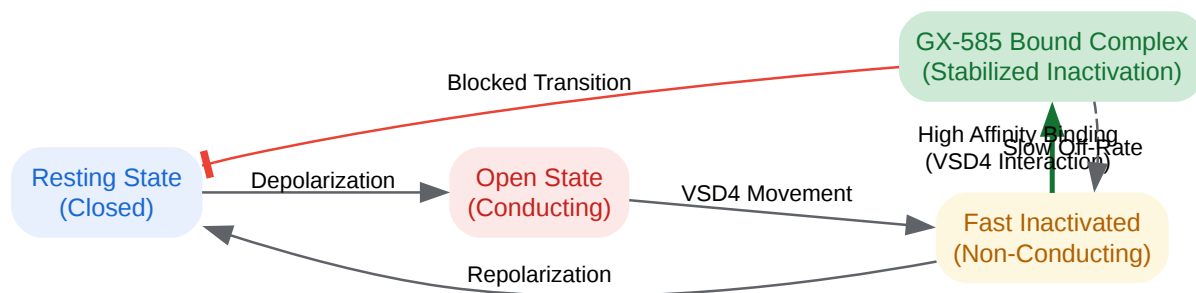 GX-585 Bound Complex
(Stabilized Inactivation)
Blocked Transition
High Affinity Binding
(VSD4 Interaction)
Slow Off-Rate
Resting State
(Closed)
Depolarization
Open State
(Conducting)
VSD4 Movement
Fast Inactivated
(Non-Conducting)
Repolarization